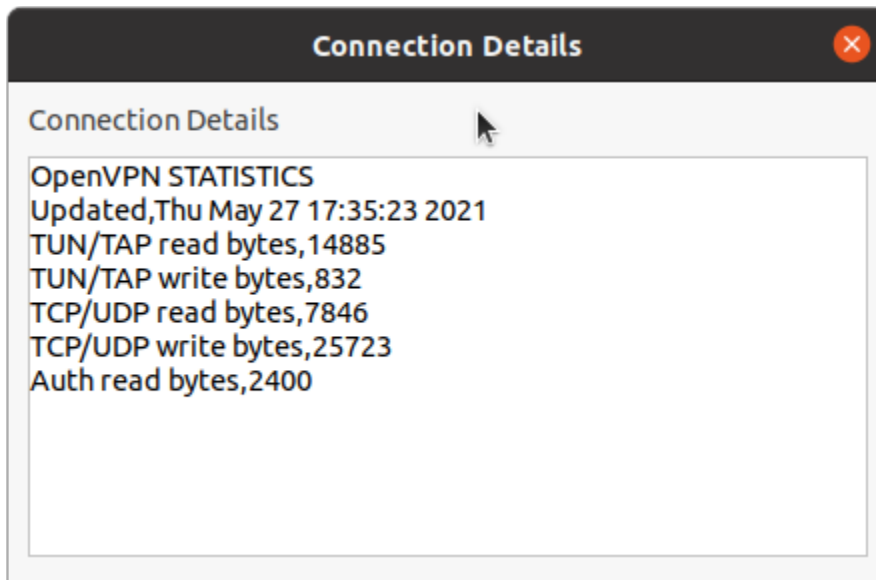 Connection Details
Connection Details
OpenVPN STATISTICS
Updated,Thu May 27 17:35:23 2021
TUN/TAP read bytes,14885
TUN/TAP write bytes,832
TCP/UDP read bytes,7846
TCP/UDP write bytes,25723
Auth read bytes,2400